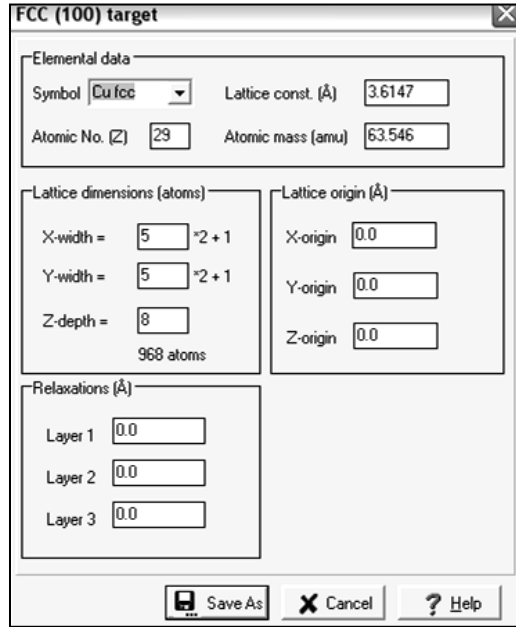 FCC (100) target
Elemental data
Symbol Cu fcc Lattice const. (Å) 3.6147
Atomic No. (Z) 29 Atomic mass (amu) 63.546
Lattice dimensions (atoms)
X-width = 5 *2 + 1
Y-width = 5 *2 + 1
Z-depth = 8
968 atoms
Lattice origin (Å)
X-origin 0.0
Y-origin 0.0
Z-origin 0.0
Relaxations (Å)
Layer 1 0.0
Layer 2 0.0
Layer 3 0.0
Save As Cancel ? Help